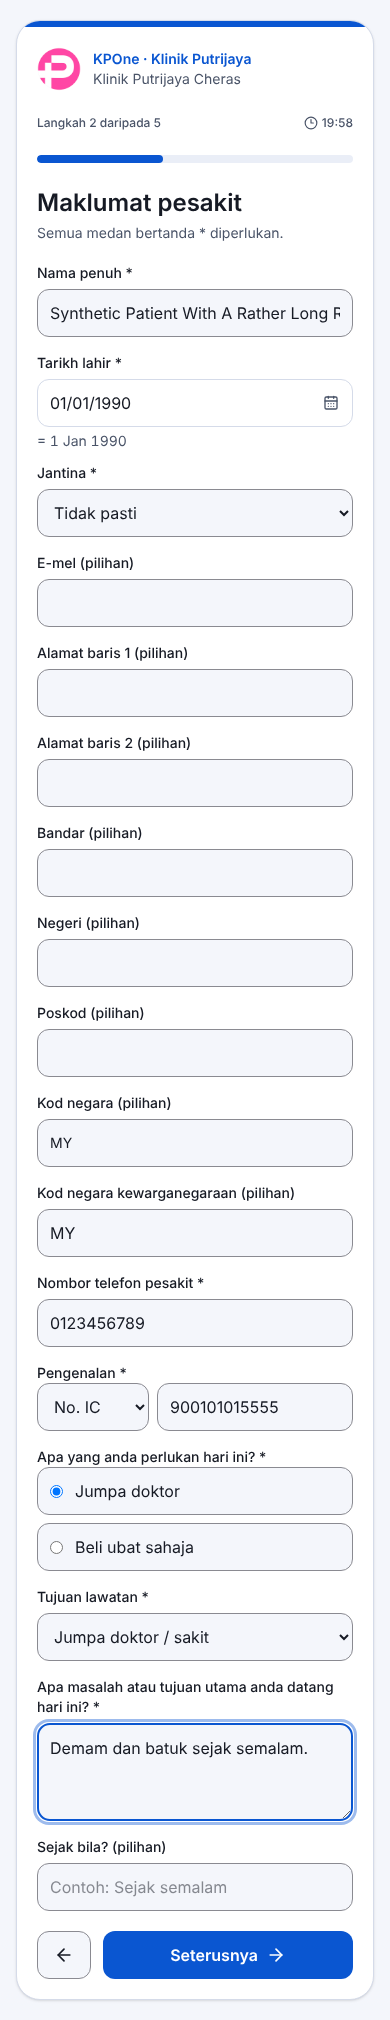 KPOne · Klinik Putrijaya
Klinik Putrijaya Cheras
Langkah 2 daripada 5
19:58
Maklumat pesakit
Semua medan bertanda * diperlukan.
Nama penuh *
Synthetic Patient With A Rather Long
Tarikh lahir *
01/01/1990
= 1 Jan 1990
Jantina *
Tidak pasti
E-mel (pilihan)
Alamat baris 1 (pilihan)
Alamat baris 2 (pilihan)
Bandar (pilihan)
Negeri (pilihan)
Poskod (pilihan)
Kod negara (pilihan)
MY
Kod negara kewarganegaraan (pilihan)
MY
Nombor telefon pesakit *
0123456789
Pengenalan *
No. IC
900101015555
Apa yang anda perlukan hari ini? *
Jumpa doktor
Beli ubat sahaja
Tujuan lawatan *
Jumpa doktor / sakit
Apa masalah atau tujuan utama anda datang
hari ini? *
Demam dan batuk sejak semalam.
Sejak bila? (pilihan)
Contoh: Sejak semalam
Seterusnya